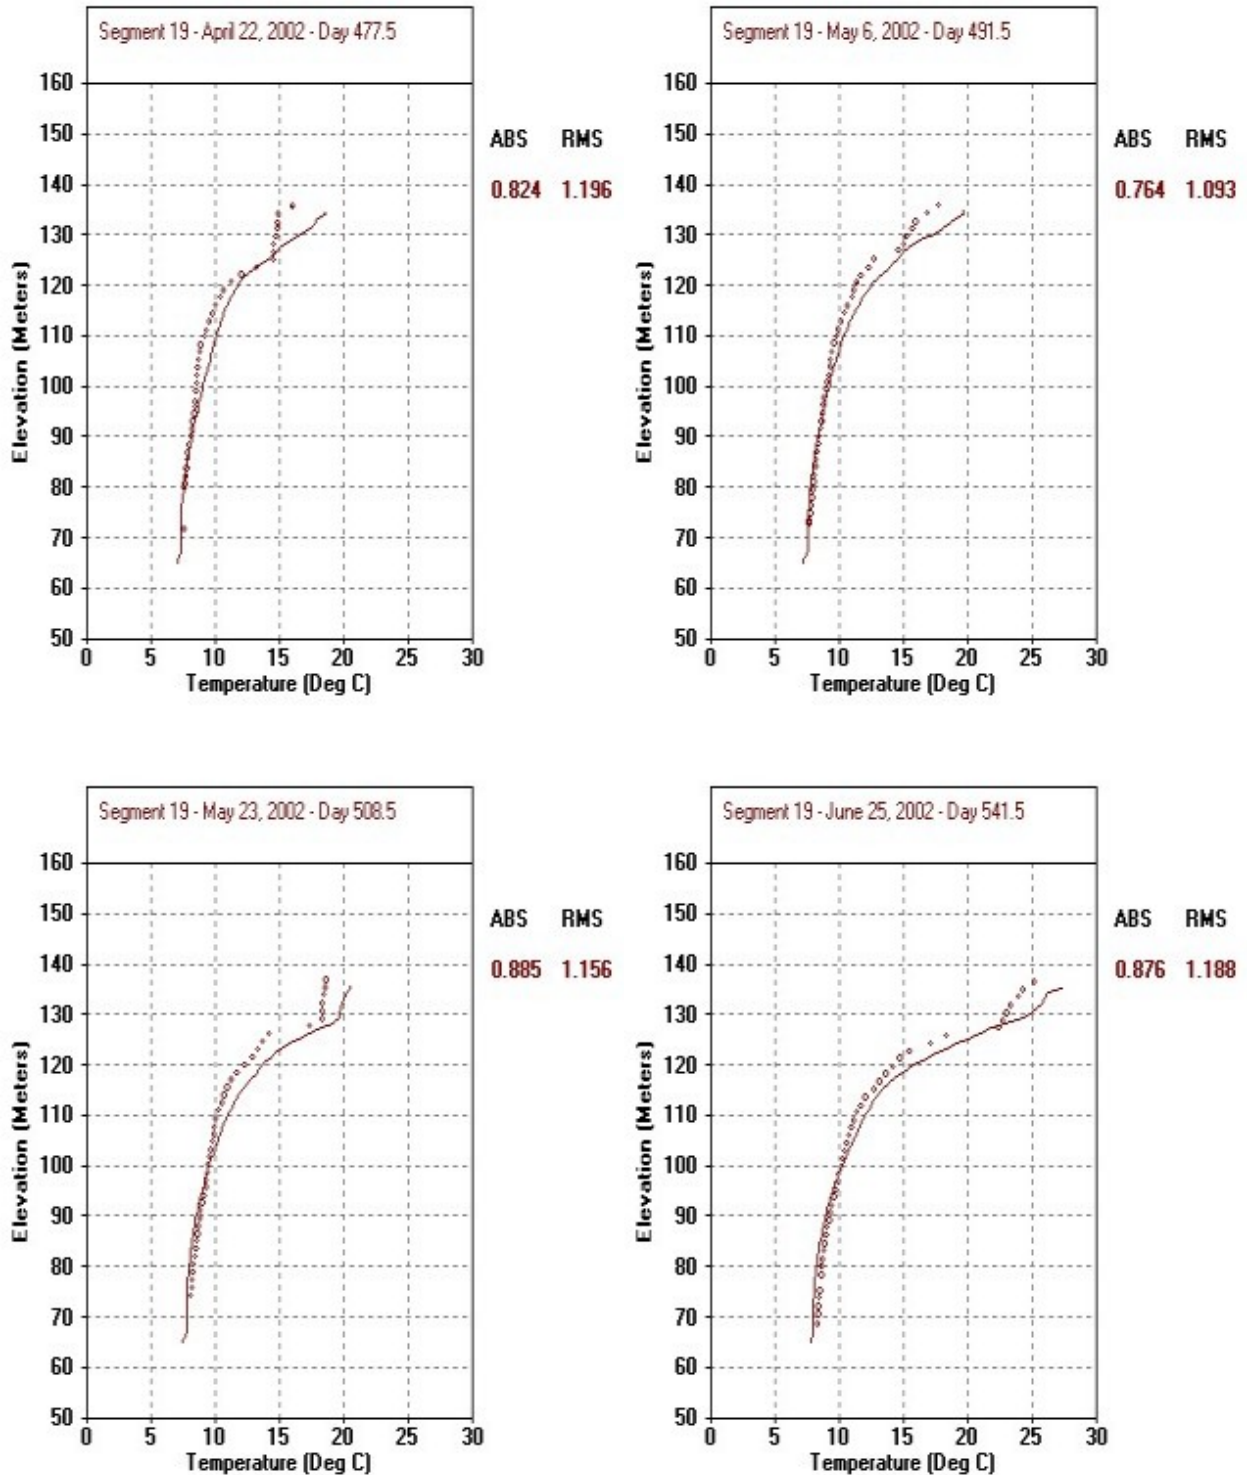 Segment 19 - April 22, 2002 - Day 477.5
160
150
140
130
120
110
100
90
80
70
60
50
Elevation (Meters)
0 5 10 15 20 25 30
Temperature (Deg C)
ABS RMS
0.824 1.196
Segment 19 - May 6, 2002 - Day 491.5
160
150
140
130
120
110
100
90
80
70
60
50
Elevation (Meters)
0 5 10 15 20 25 30
Temperature (Deg C)
ABS RMS
0.764 1.093
Segment 19 - May 23, 2002 - Day 508.5
160
150
140
130
120
110
100
90
80
70
60
50
Elevation (Meters)
0 5 10 15 20 25 30
Temperature (Deg C)
ABS RMS
0.885 1.156
Segment 19 - June 25, 2002 - Day 541.5
160
150
140
130
120
110
100
90
80
70
60
50
Elevation (Meters)
0 5 10 15 20 25 30
Temperature (Deg C)
ABS RMS
0.876 1.188